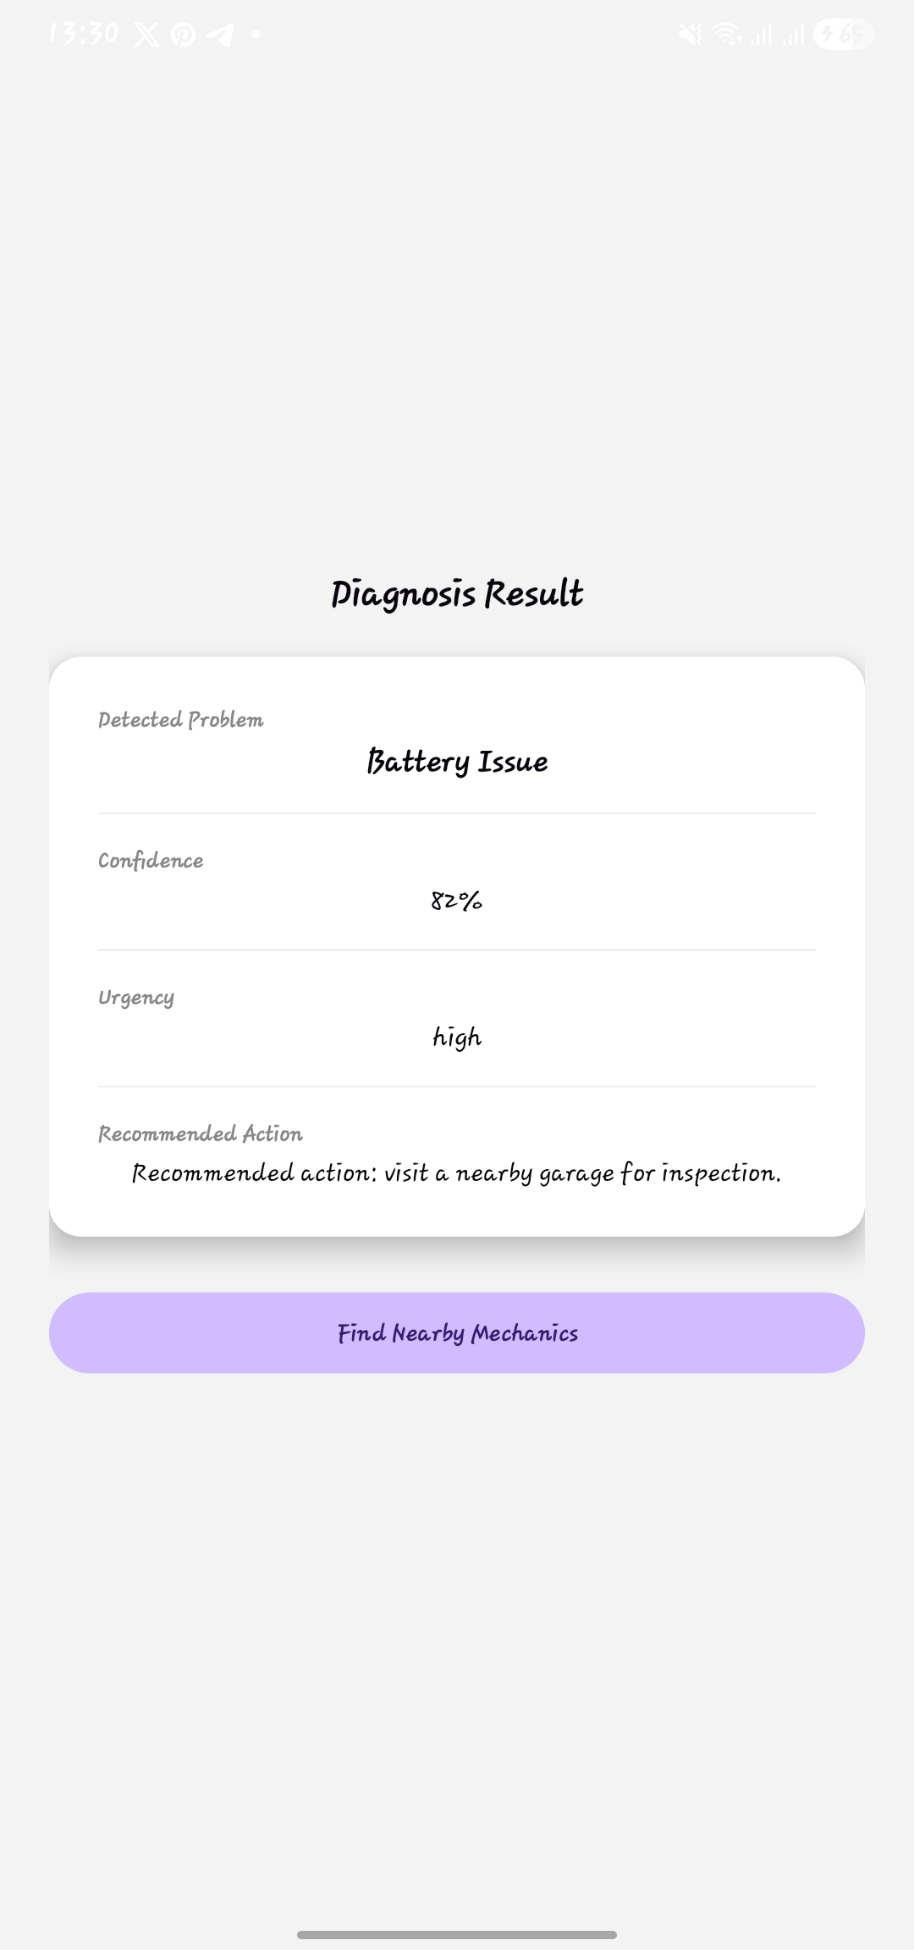 13:30
65
Diagnosis Result
Detected Problem
Battery Issue
Confidence
82%
Urgency
high
Recommended Action
Recommended action: visit a nearby garage for inspection.
Find Nearby Mechanics